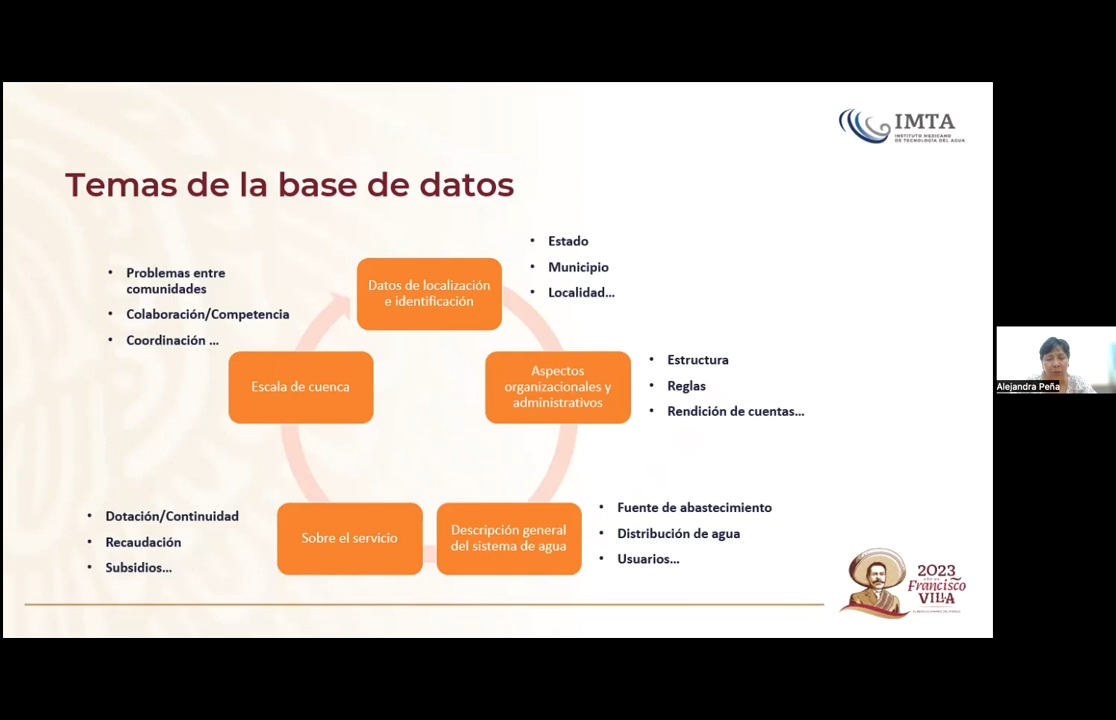 IMTA
INSTITUTO MEXICANO
DE TECNOLOGÍA DEL AGUA
Temas de la base de datos
• Estado
• Municipio
• Localidad...
Datos de localización
e identificación
• Problemas entre
comunidades
• Colaboración/Competencia
• Coordinación ...
Escala de cuenca
Aspectos
organizacionales y
administrativos
• Estructura
• Reglas
• Rendición de cuentas...
Alejandra Peña
• Dotación/Continuidad
• Recaudación
• Subsidios...
Sobre el servicio
Descripción general
del sistema de agua
• Fuente de abastecimiento
• Distribución de agua
• Usuarios...
2023
Francisco
VILLA